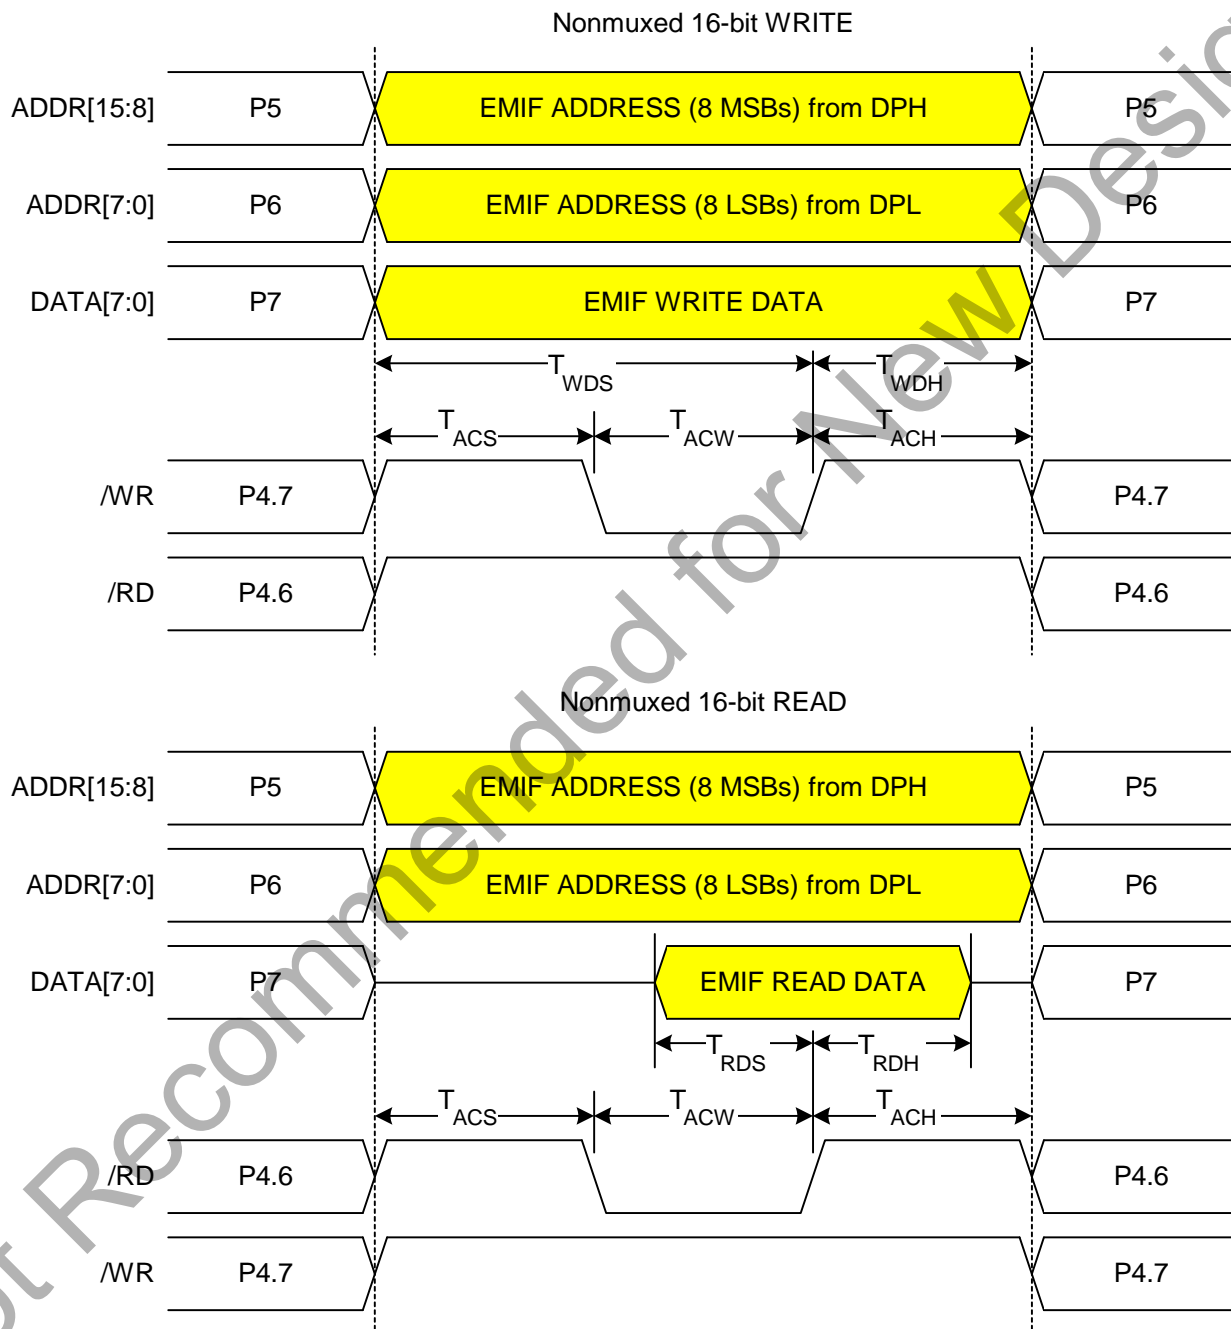 Nonmuxed 16-bit WRITE
ADDR[15:8] P5 EMIF ADDRESS (8 MSBs) from DPH P5
ADDR[7:0] P6 EMIF ADDRESS (8 LSBs) from DPL P6
DATA[7:0] P7 EMIF WRITE DATA P7
TWDS TWDH
TACS TACW TACH
/WR P4.7 P4.7
/RD P4.6 P4.6
Nonmuxed 16-bit READ
ADDR[15:8] P5 EMIF ADDRESS (8 MSBs) from DPH P5
ADDR[7:0] P6 EMIF ADDRESS (8 LSBs) from DPL P6
DATA[7:0] P7 EMIF READ DATA P7
TRDS TRDH
TACS TACW TACH
/RD P4.6 P4.6
/WR P4.7 P4.7
Recommended for New